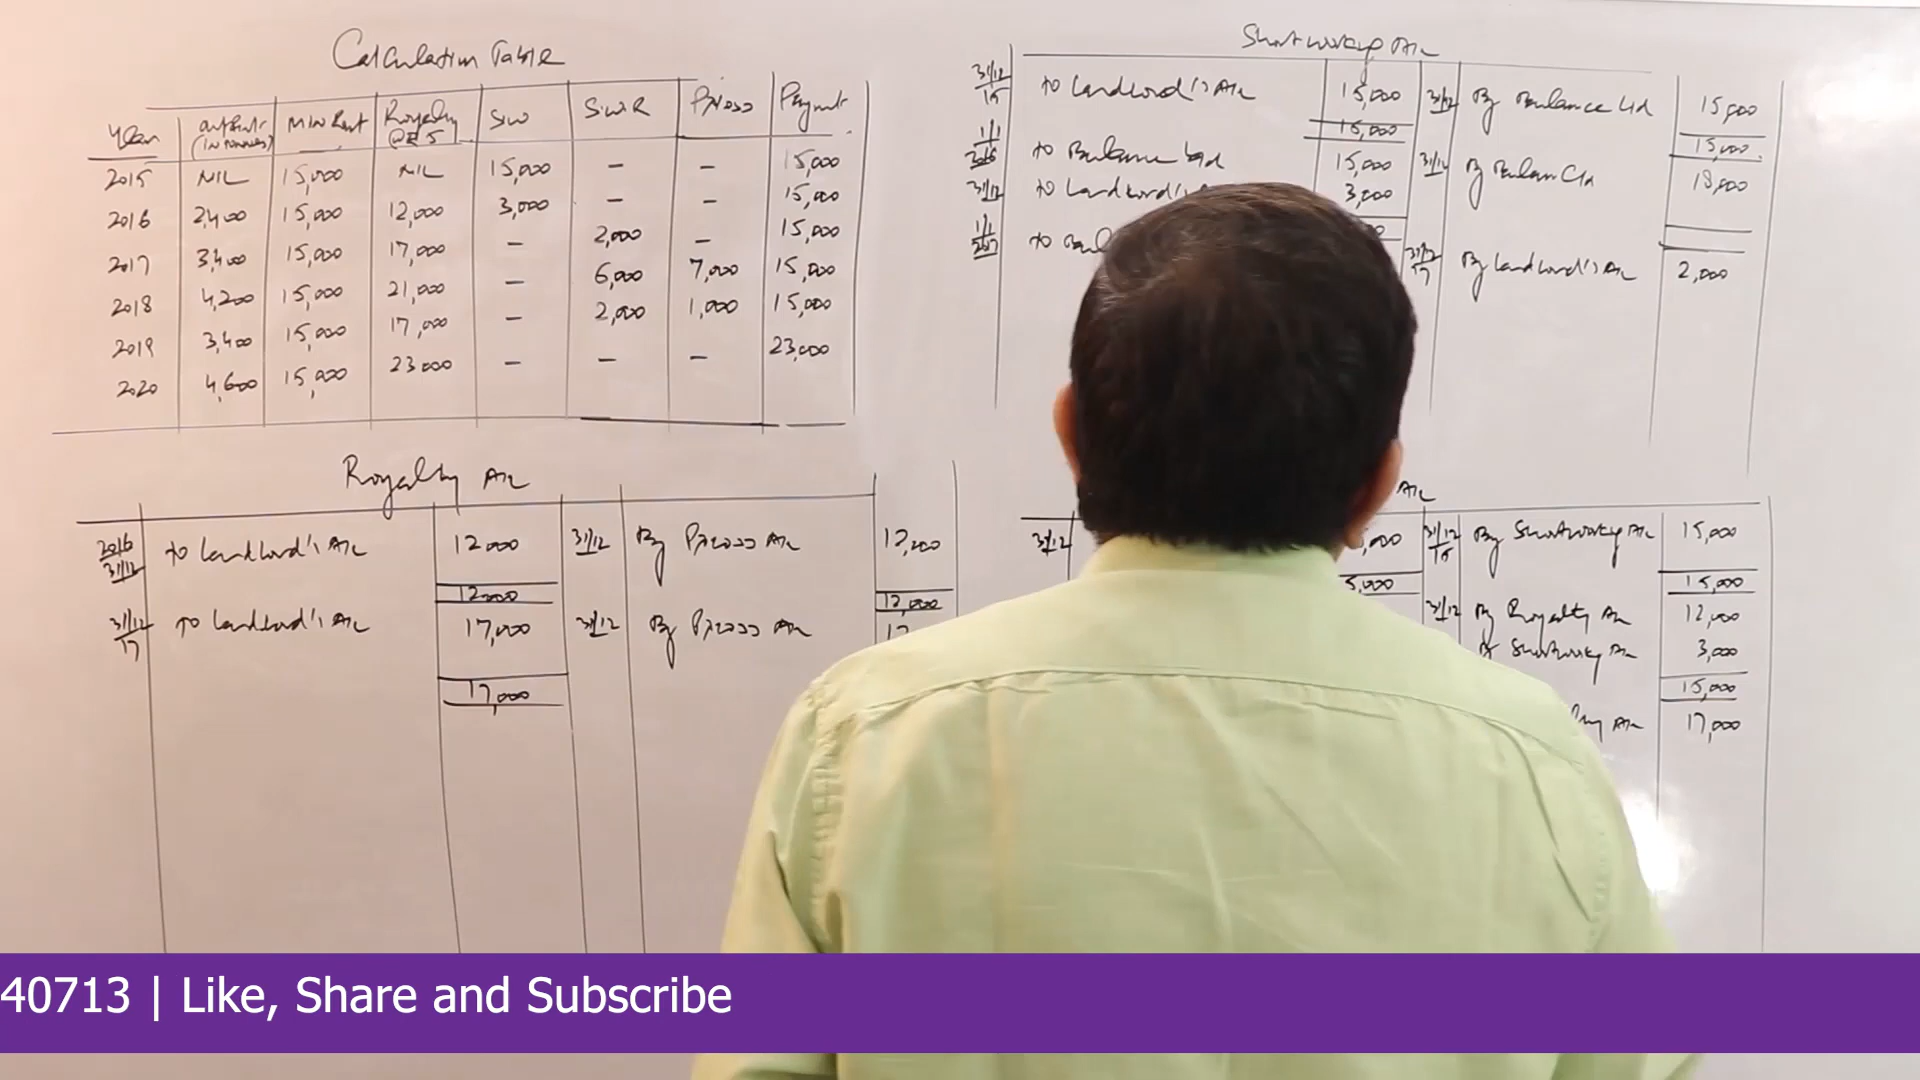 Calculation Table
Year | output (in tonnes) | Min Rent | Royalty @ ₹ 5 | SW | SWR | P&Loss | Payment
2015 | NIL | 15,000 | NIL | 15,000 | - | - | 15,000
2016 | 2,400 | 15,000 | 12,000 | 3,000 | - | - | 15,000
2017 | 3,400 | 15,000 | 17,000 | - | 2,000 | - | 15,000
2018 | 4,200 | 15,000 | 21,000 | - | 6,000 | 7,000 | 15,000
2019 | 3,400 | 15,000 | 17,000 | - | 2,000 | 1,000 | 15,000
2020 | 4,600 | 15,000 | 23000 | - | - | - | 23,000
Shortworking A/c
31/12/15 To Landlord's A/c 15,000 31/12 By Balance c/d 15,000
15,000 15,000
1/1/2016 To Balance b/d 15,000 31/12 By Balance c/d 18,000
31/12 To Landlord's 3,000
1/1/2017 To Bal
31/12/17 By Landlord's A/c 2,000
Royalty A/c
2016 31/12 To Landlord's A/c 12000 31/12 By P&Loss A/c 12,000
12000 12,000
31/12/17 To Landlord's A/c 17,000 31/12 By P&Loss A/c
17,000
A/c
31/12 31/12/15 By Shortworking A/c 15,000
15,000
31/12 By Royalty A/c 12,000
By Shortworking A/c 3,000
15,000
A/c 17,000
40713 | Like, Share and Subscribe